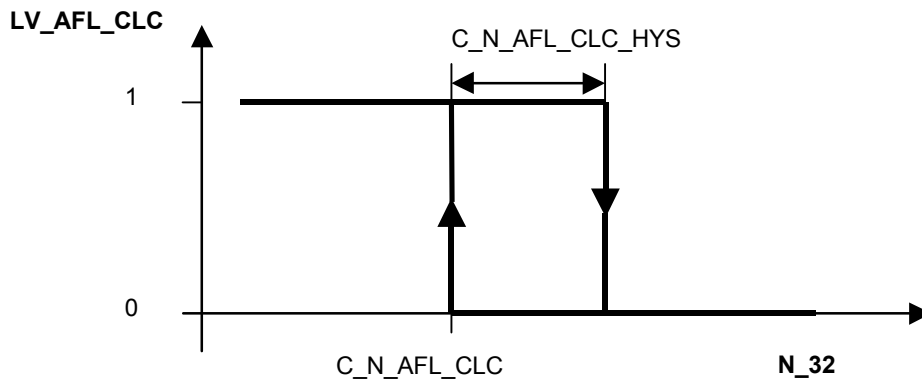 LV_AFL_CLC
C_N_AFL_CLC_HYS
1
0
C_N_AFL_CLC
N_32